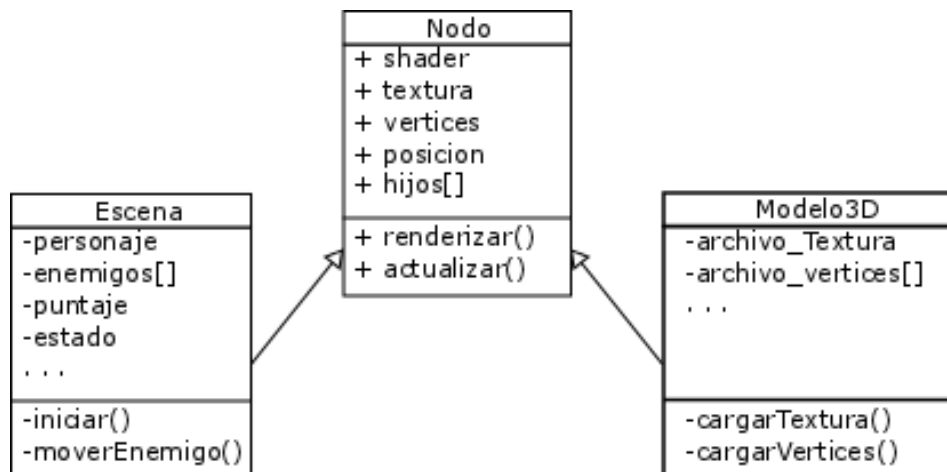 Nodo
+ shader
+ textura
+ vertices
+ posicion
+ hijos[]
+ renderizar()
+ actualizar()
Escena
-personaje
-enemigos[]
-puntaje
-estado
. . .
-iniciar()
-moverEnemigo()
Modelo3D
-archivo_Textura
-archivo_vertices[]
. . .
-cargarTextura()
-cargarVertices()